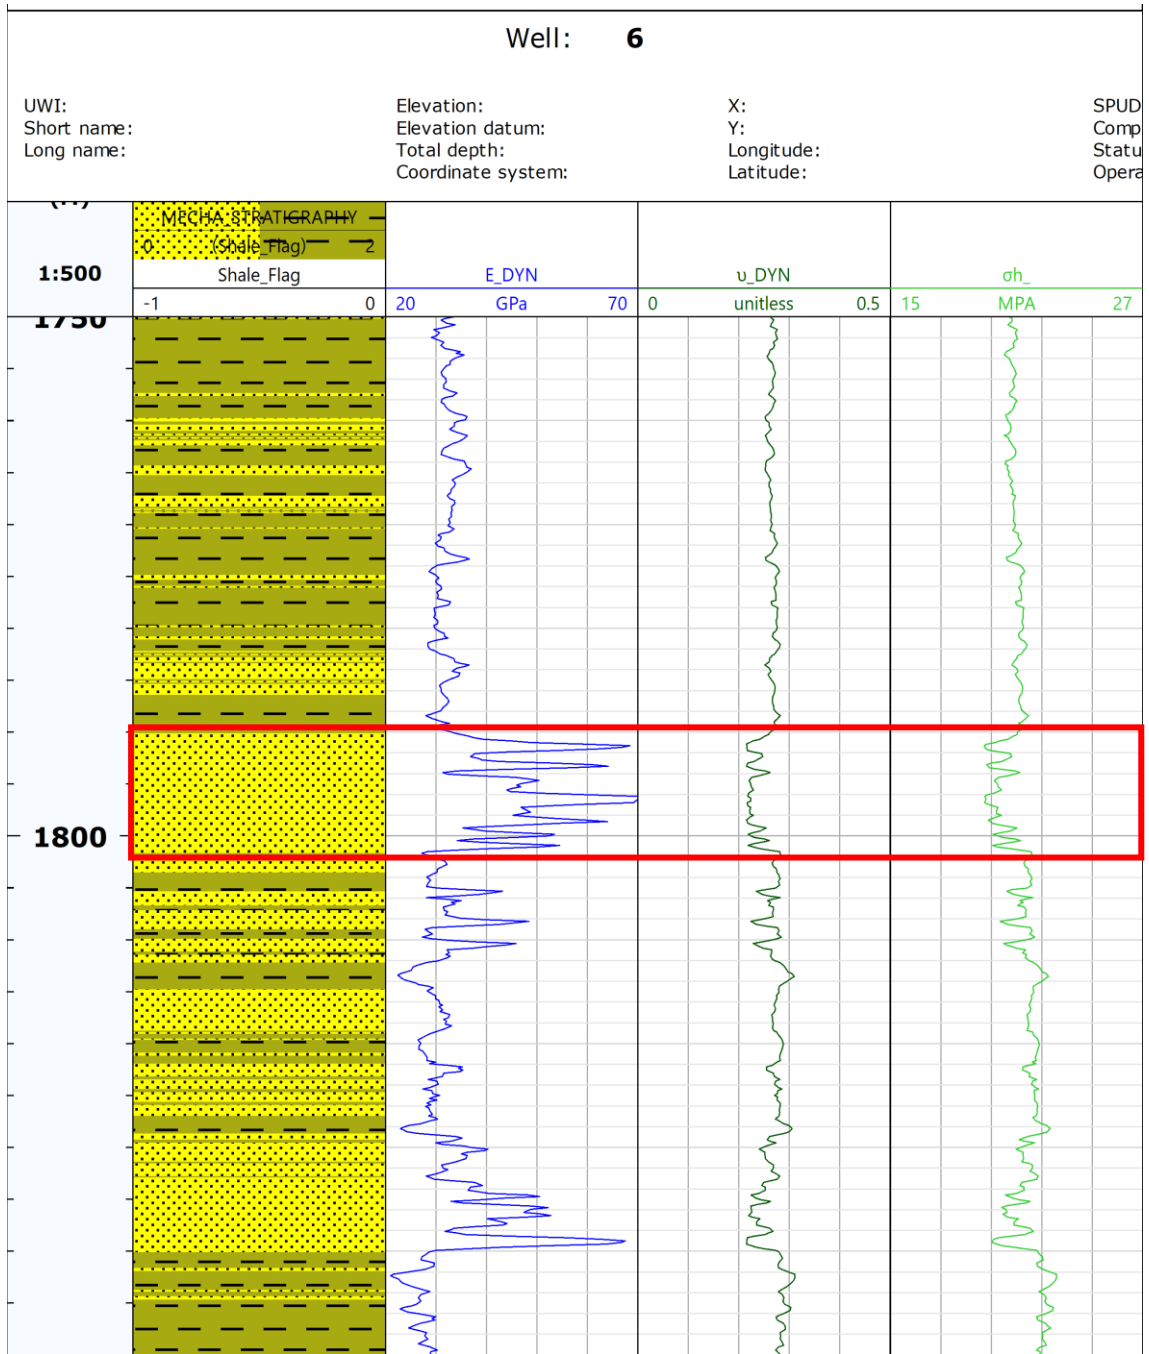 Well: 6
UWI: Elevation: X: SPUD
Short name: Elevation datum: Y: Comp
Long name: Total depth: Longitude: Statu
Coordinate system: Latitude: Opera
MECHA_STRATIGRAPHY
0 (Shale_Flag) 2
1:500 Shale_Flag E_DYN υ_DYN σh_
-1 0 20 GPa 70 0 unitless 0.5 15 MPA 27
1750
1800